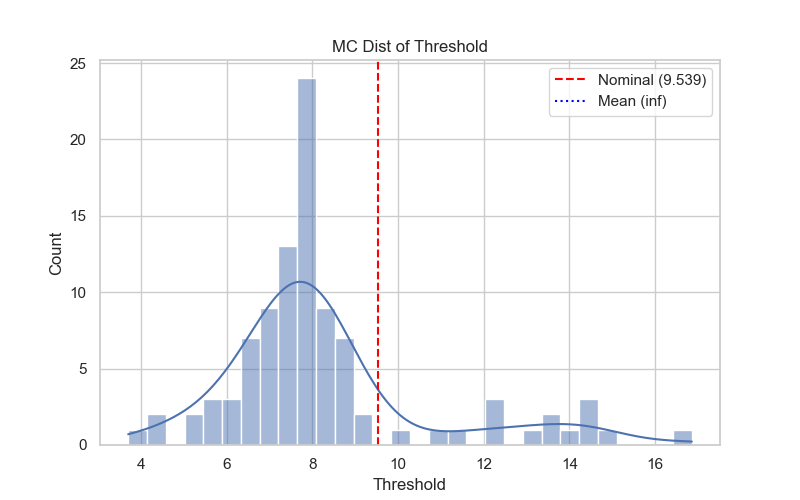 MC Dist of Threshold
Nominal (9.539)
Mean (inf)
25
20
15
10
5
0
Count
4 6 8 10 12 14 16
Threshold